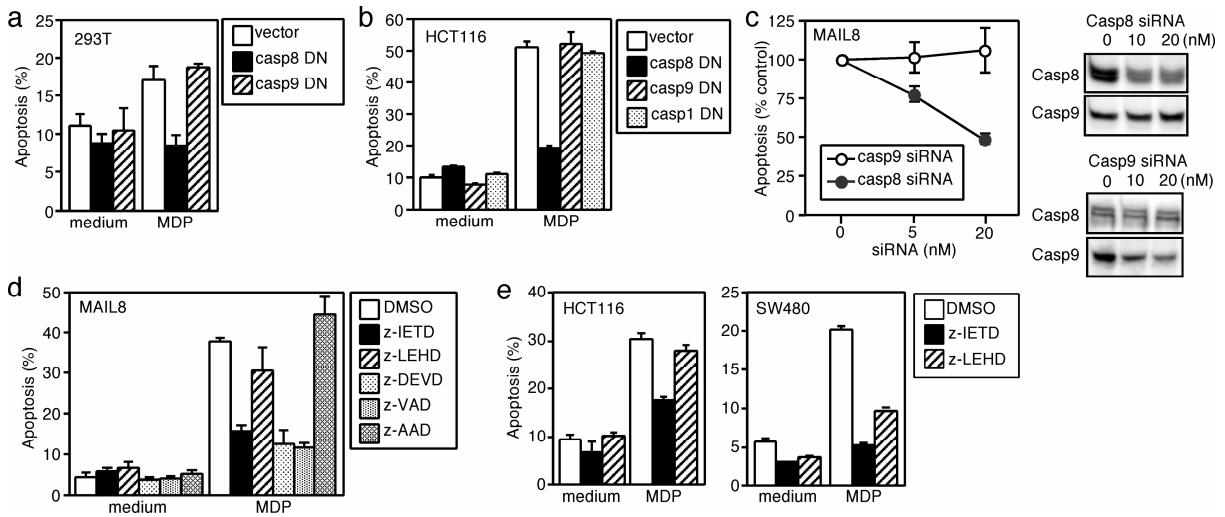 a
293T
Apoptosis (%)
25
20
15
10
5
0
medium
MDP
vector
casp8 DN
casp9 DN
b
HCT116
Apoptosis (%)
60
50
40
30
20
10
0
medium
MDP
vector
casp8 DN
casp9 DN
casp1 DN
c
MAIL8
Apoptosis (% control)
125
100
75
50
25
0
casp9 siRNA
casp8 siRNA
0 5 20
siRNA (nM)
Casp8 siRNA
0 10 20 (nM)
Casp8
Casp9
Casp9 siRNA
0 10 20 (nM)
Casp8
Casp9
d
MAIL8
Apoptosis (%)
50
40
30
20
10
0
medium
MDP
DMSO
z-IETD
z-LEHD
z-DEVD
z-VAD
z-AAD
e
HCT116
Apoptosis (%)
40
30
20
10
0
medium
MDP
SW480
25
20
15
10
5
0
medium
MDP
DMSO
z-IETD
z-LEHD